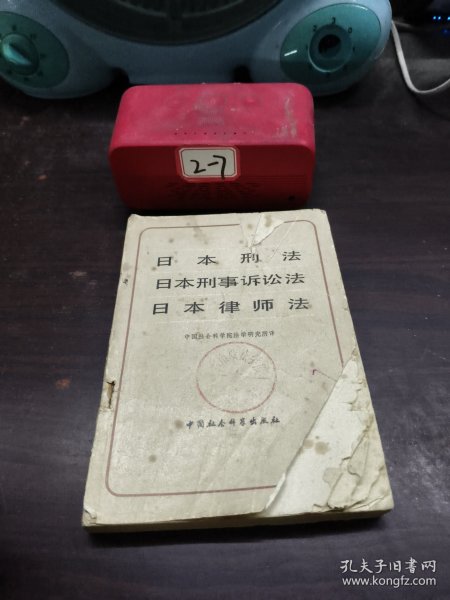 2-7
日本刑法
日本刑事诉讼法
日本律师法
中国社会科学院法学研究所译
中国社会科学出版社
孔夫子旧书网
www.kongfz.com